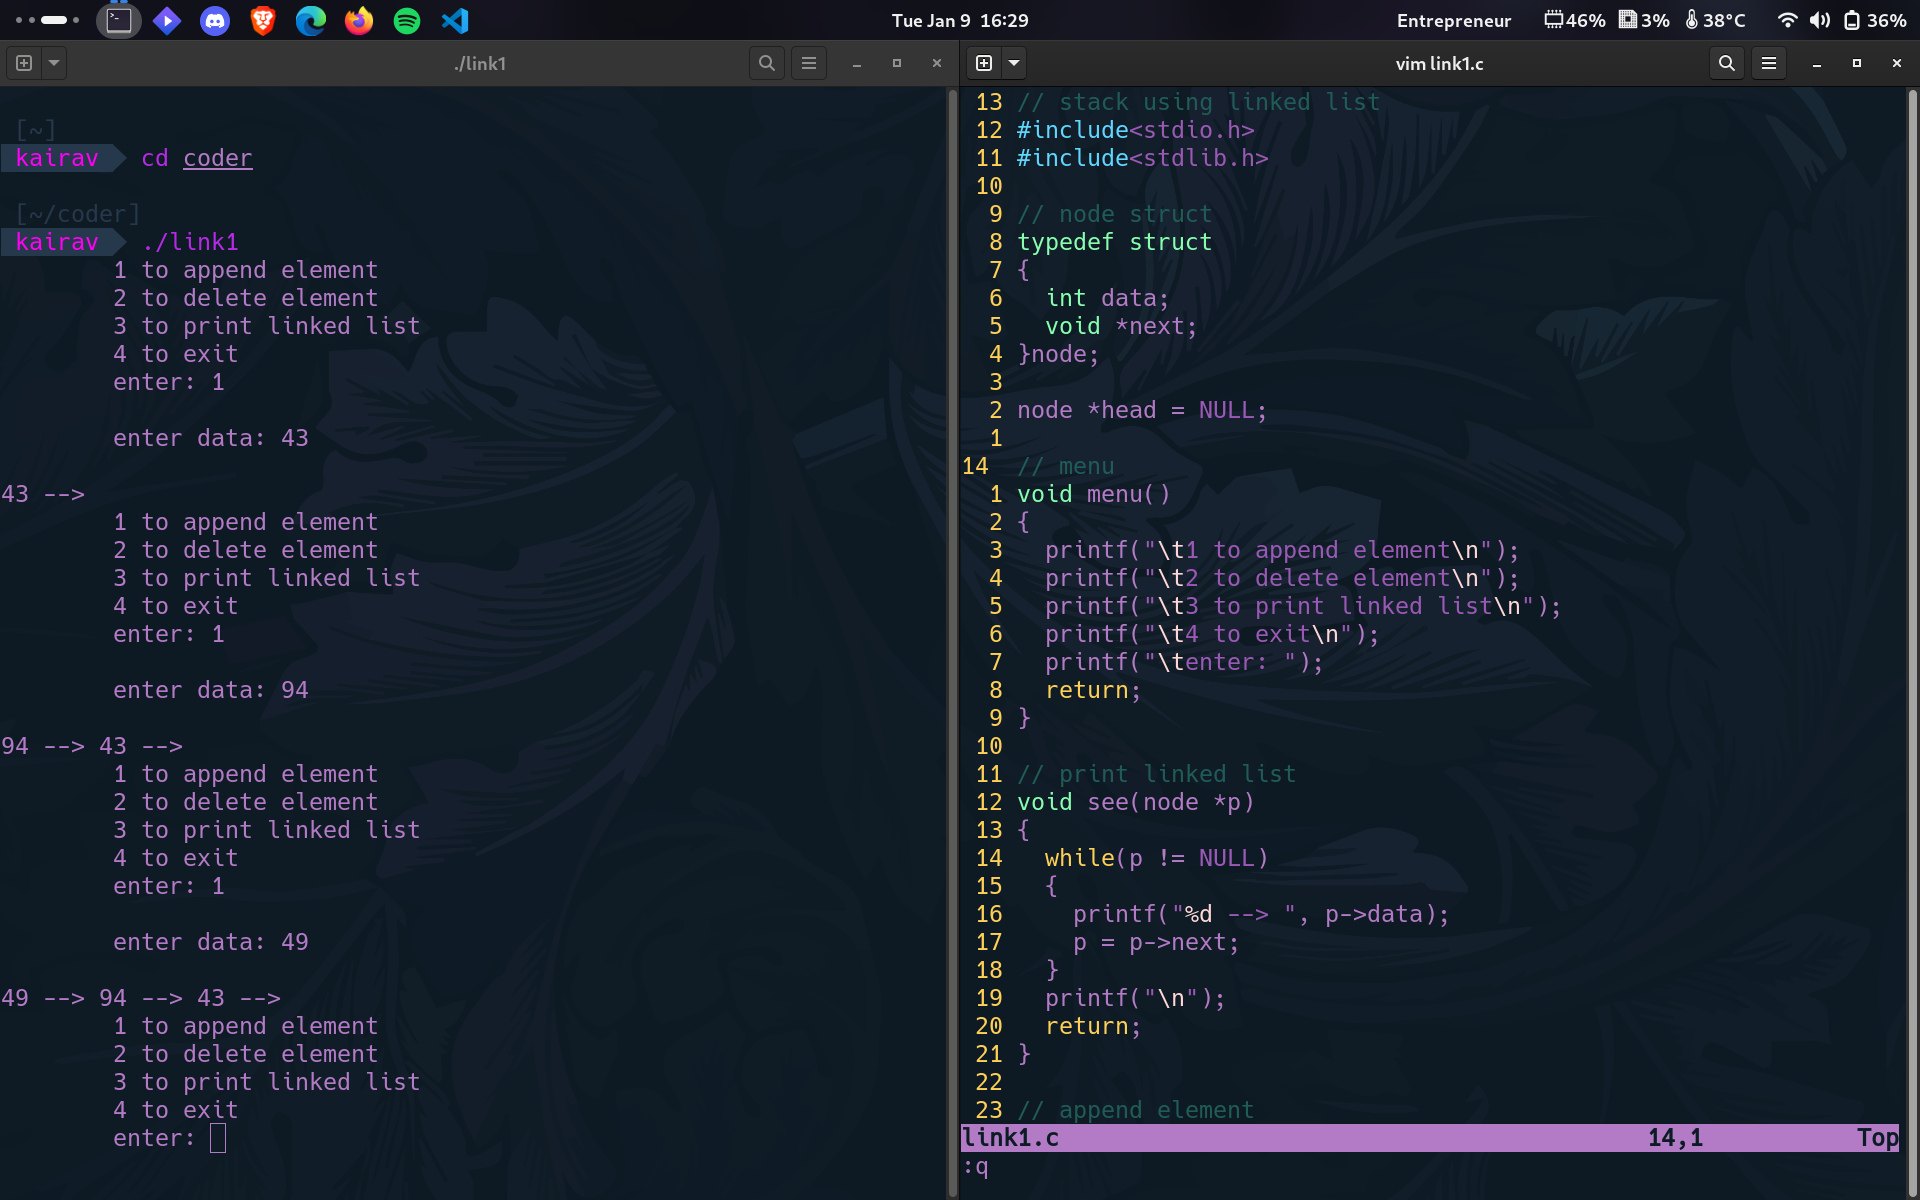 Tue Jan 9 16:29
Entrepreneur 46% 3% 38°C 36%
./link1
[~]
kairav cd coder
[~/coder]
kairav ./link1
1 to append element
2 to delete element
3 to print linked list
4 to exit
enter: 1
enter data: 43
43 -->
1 to append element
2 to delete element
3 to print linked list
4 to exit
enter: 1
enter data: 94
94 --> 43 -->
1 to append element
2 to delete element
3 to print linked list
4 to exit
enter: 1
enter data: 49
49 --> 94 --> 43 -->
1 to append element
2 to delete element
3 to print linked list
4 to exit
enter:
vim link1.c
13 // stack using linked list
12 #include<stdio.h>
11 #include<stdlib.h>
10
9 // node struct
8 typedef struct
7 {
6   int data;
5   void *next;
4 }node;
3
2 node *head = NULL;
1
14 // menu
1 void menu()
2 {
3   printf("\t1 to append element\n");
4   printf("\t2 to delete element\n");
5   printf("\t3 to print linked list\n");
6   printf("\t4 to exit\n");
7   printf("\tenter: ");
8   return;
9 }
10
11 // print linked list
12 void see(node *p)
13 {
14   while(p != NULL)
15   {
16     printf("%d --> ", p->data);
17     p = p->next;
18   }
19   printf("\n");
20   return;
21 }
22
23 // append element
link1.c 14,1 Top
:q